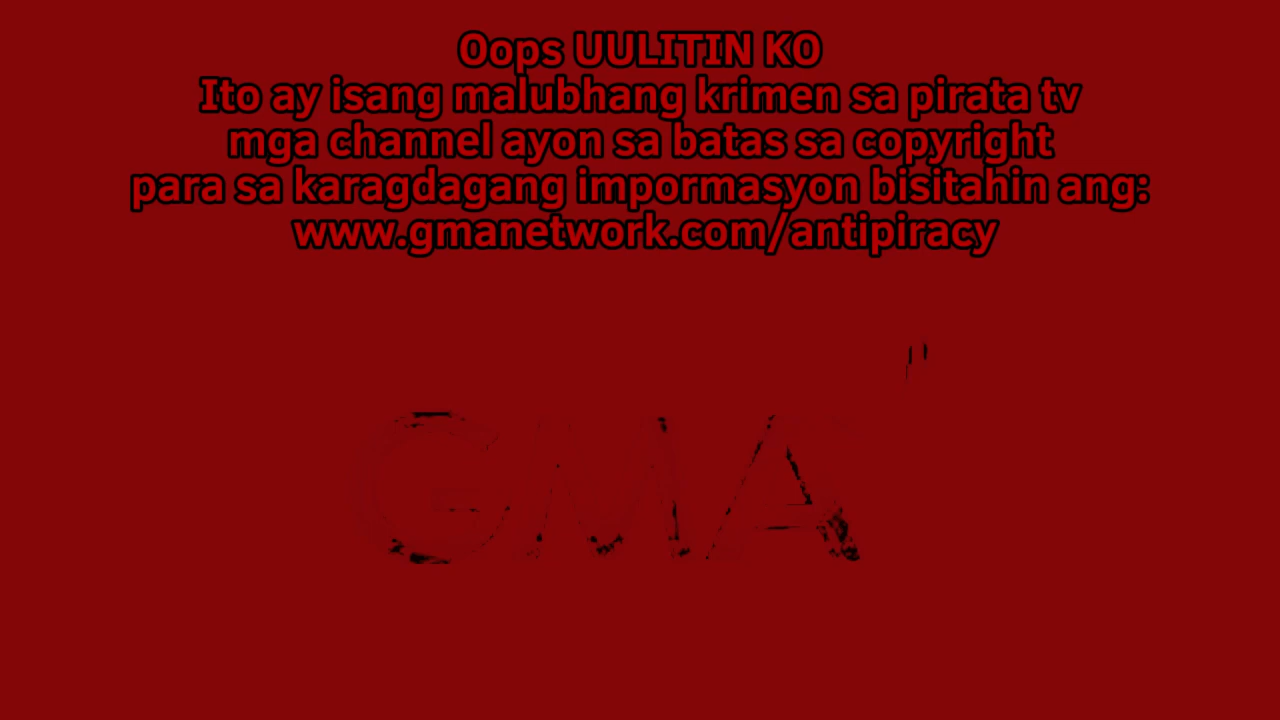 Oops UULITIN KO
Ito ay isang malubhang krimen sa pirata tv
mga channel ayon sa batas sa copyright
para sa karagdagang impormasyon bisitahin ang:
www.gmanetwork.com/antipiracy
GMA